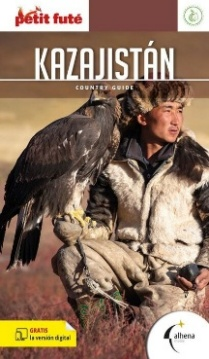 petit futé
KAZAJISTÁN
COUNTRY GUIDE
GRATIS
la versión digital
alhena